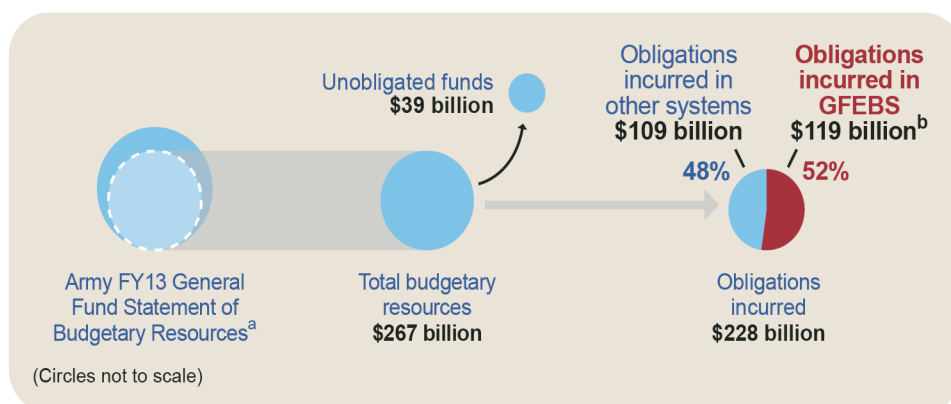 Unobligated funds
$39 billion
Obligations
incurred in
other systems
$109 billion
Obligations
incurred in
GFEBS
$119 billionb
48%
52%
Army FY13 General
Fund Statement of
Budgetary Resourcesa
Total budgetary
resources
$267 billion
Obligations
incurred
$228 billion
(Circles not to scale)